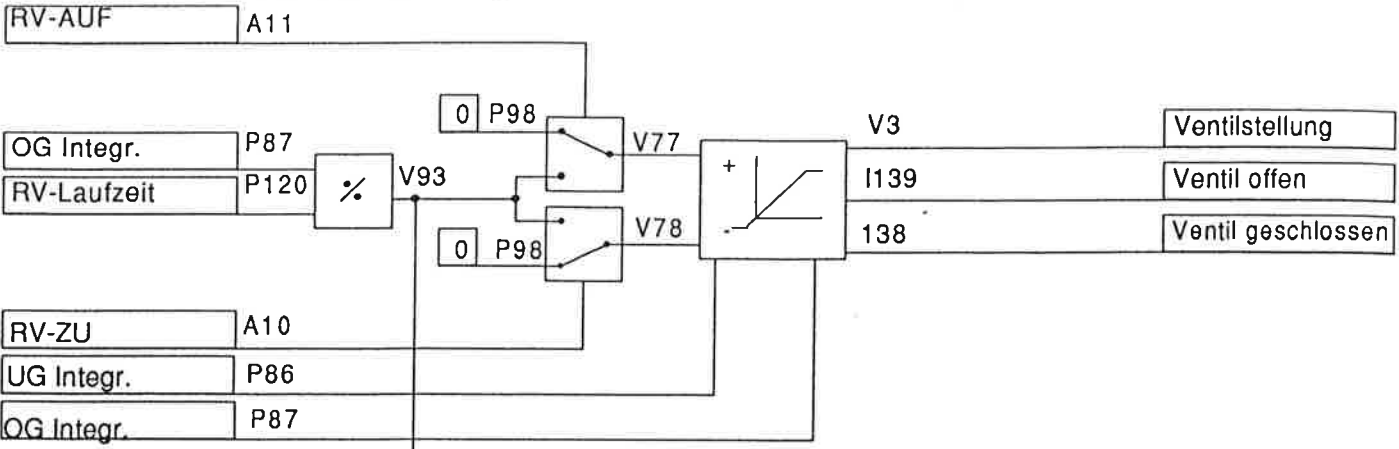 RV-AUF A11
0 P98
OG Integr. P87
V77
V3 Ventilstellung
RV-Laufzeit P120
% V93
+
I139 Ventil offen
-
0 P98
V78
138 Ventil geschlossen
RV-ZU A10
UG Integr. P86
OG Integr. P87